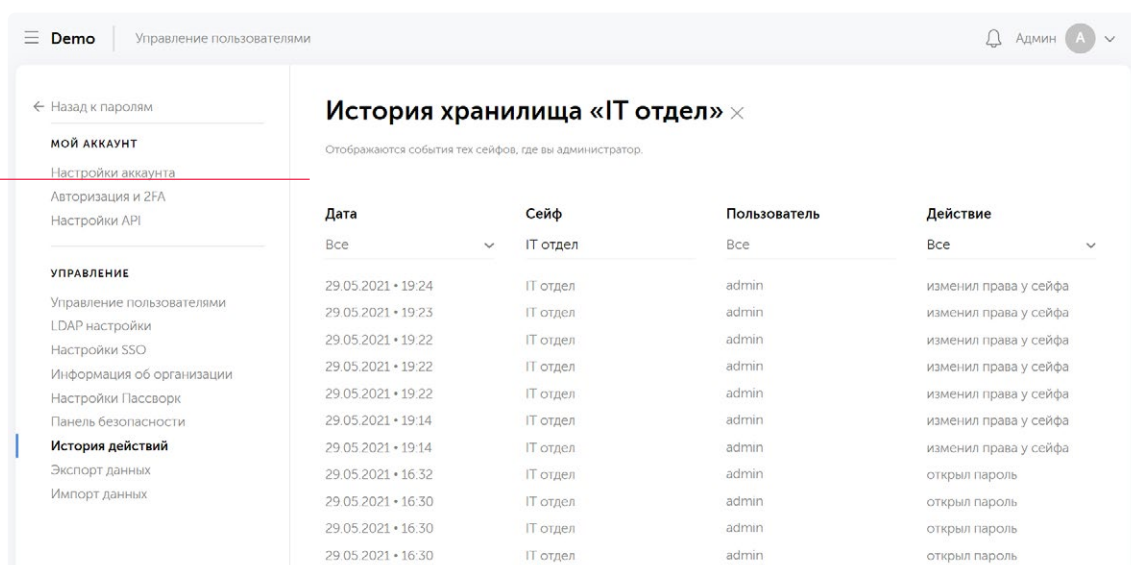 Demo
Управление пользователями
Админ
А
Назад к паролям
МОЙ АККАУНТ
Настройки аккаунта
Авторизация и 2FA
Настройки API
УПРАВЛЕНИЕ
Управление пользователями
LDAP настройки
Настройки SSO
Информация об организации
Настройки Пассворк
Панель безопасности
История действий
Экспорт данных
Импорт данных
История хранилища «IT отдел»
Отображаются события тех сейфов, где вы администратор.
Дата Сейф Пользователь Действие
Все IT отдел Все Все
29.05.2021 • 19:24 IT отдел admin изменил права у сейфа
29.05.2021 • 19:23 IT отдел admin изменил права у сейфа
29.05.2021 • 19:22 IT отдел admin изменил права у сейфа
29.05.2021 • 19:22 IT отдел admin изменил права у сейфа
29.05.2021 • 19:22 IT отдел admin изменил права у сейфа
29.05.2021 • 19:14 IT отдел admin изменил права у сейфа
29.05.2021 • 19:14 IT отдел admin изменил права у сейфа
29.05.2021 • 16:32 IT отдел admin открыл пароль
29.05.2021 • 16:30 IT отдел admin открыл пароль
29.05.2021 • 16:30 IT отдел admin открыл пароль
29.05.2021 • 16:30 IT отдел admin открыл пароль